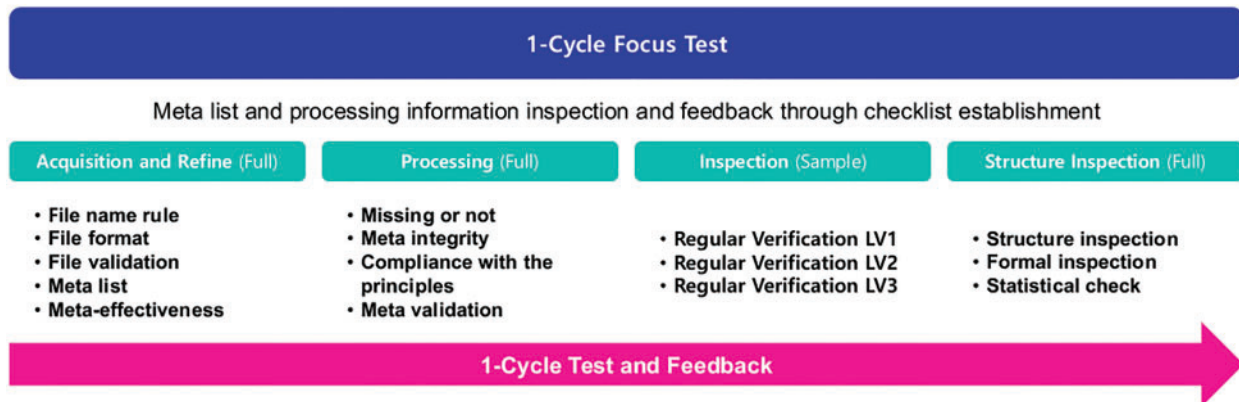 1-Cycle Focus Test
Meta list and processing information inspection and feedback through checklist establishment
Acquisition and Refine (Full)
• File name rule
• File format
• File validation
• Meta list
• Meta-effectiveness
Processing (Full)
• Missing or not
• Meta integrity
• Compliance with the
principles
• Meta validation
Inspection (Sample)
• Regular Verification LV1
• Regular Verification LV2
• Regular Verification LV3
Structure Inspection (Full)
• Structure inspection
• Formal inspection
• Statistical check
1-Cycle Test and Feedback